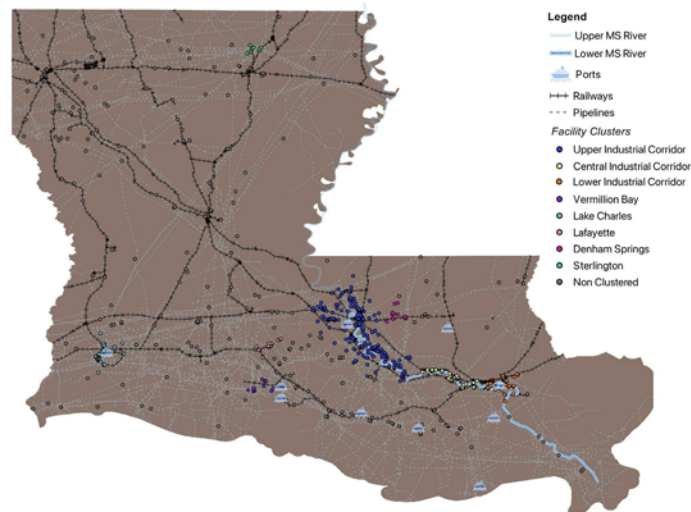 Legend
Upper MS River
Lower MS River
Ports
Railways
Pipelines
Facility Clusters
Upper Industrial Corridor
Central Industrial Corridor
Lower Industrial Corridor
Vermillion Bay
Lake Charles
Lafayette
Denham Springs
Sterlington
Non Clustered